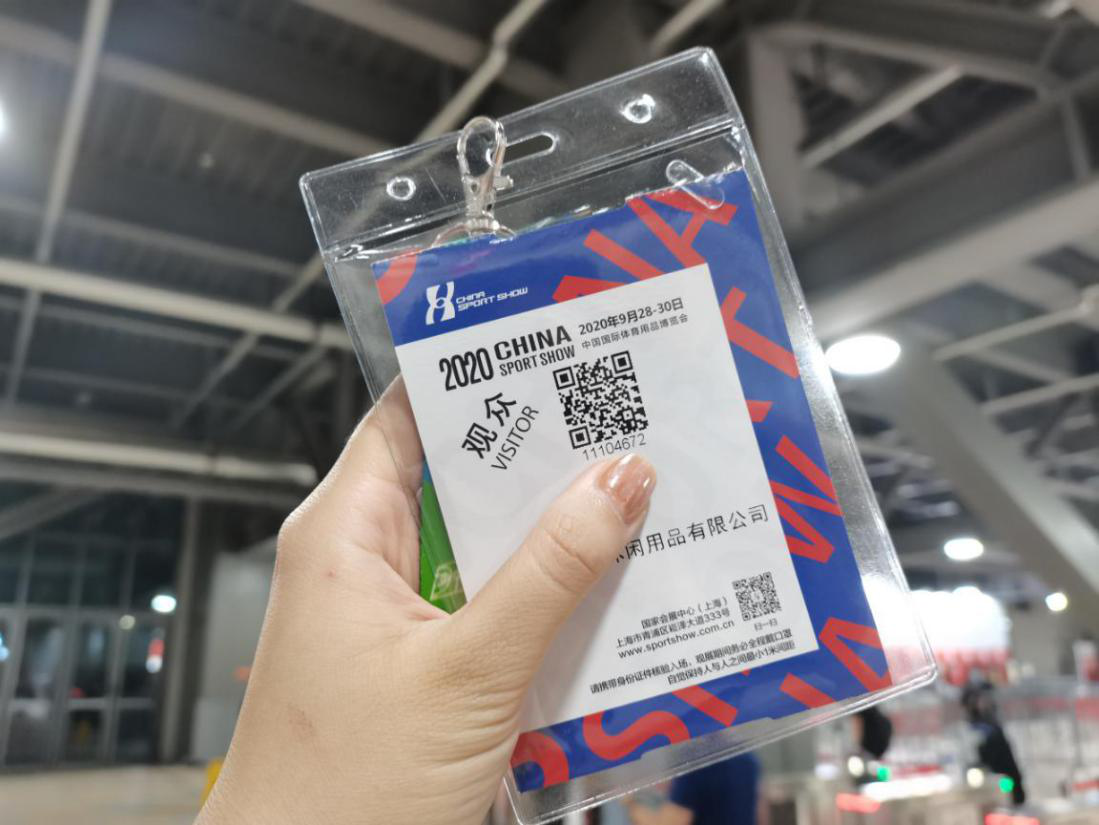 CHINA
SPORT SHOW
2020 CHINA
SPORT SHOW
2020年9月28-30日
中国国际体育用品博览会
观众
VISITOR
11104672
闲用品有限公司
国家会展中心（上海）
上海市青浦区崧泽大道333号
www.sportshow.com.cn
扫一扫
请携带身份证件核验入场，观展期间务必全程戴口罩
自觉保持人与人之间最小1米间距